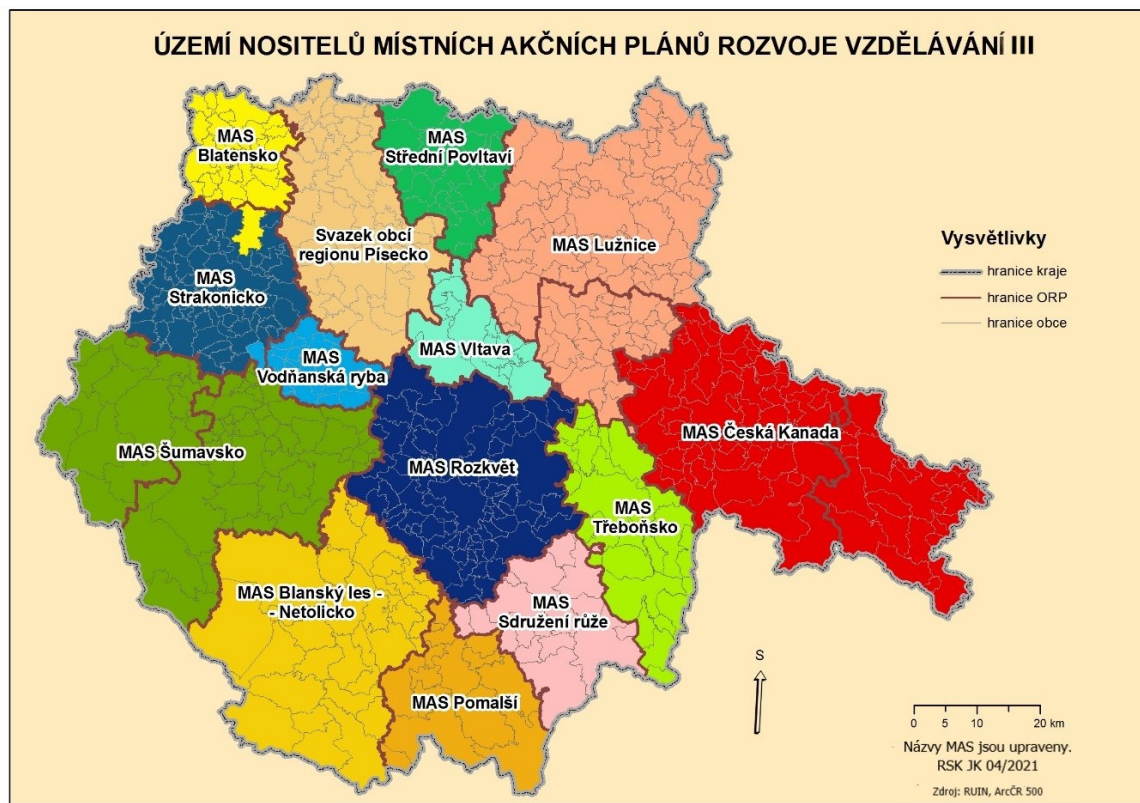 ÚZEMÍ NOSITELŮ MÍSTNÍCH AKČNÍCH PLÁNŮ ROZVOJE VZDĚLÁVÁNÍ III
MAS
Blatensko
MAS
Střední Povltaví
Svazek obcí
regionu Písecko
MAS Lužnice
MAS
Strakonicko
MAS Vltava
MAS
Vodňanská ryba
MAS Šumavsko
MAS Rozkvět
MAS Česká Kanada
MAS
Třeboňsko
MAS Blanský les -
- Netolicko
MAS
Sdružení růže
MAS Pomalší
Vysvětlivky
hranice kraje
hranice ORP
hranice obce
S
0 5 10 20 km
Názvy MAS jsou upraveny.
RSK JK 04/2021
Zdroj: RUIN, ArcČR 500